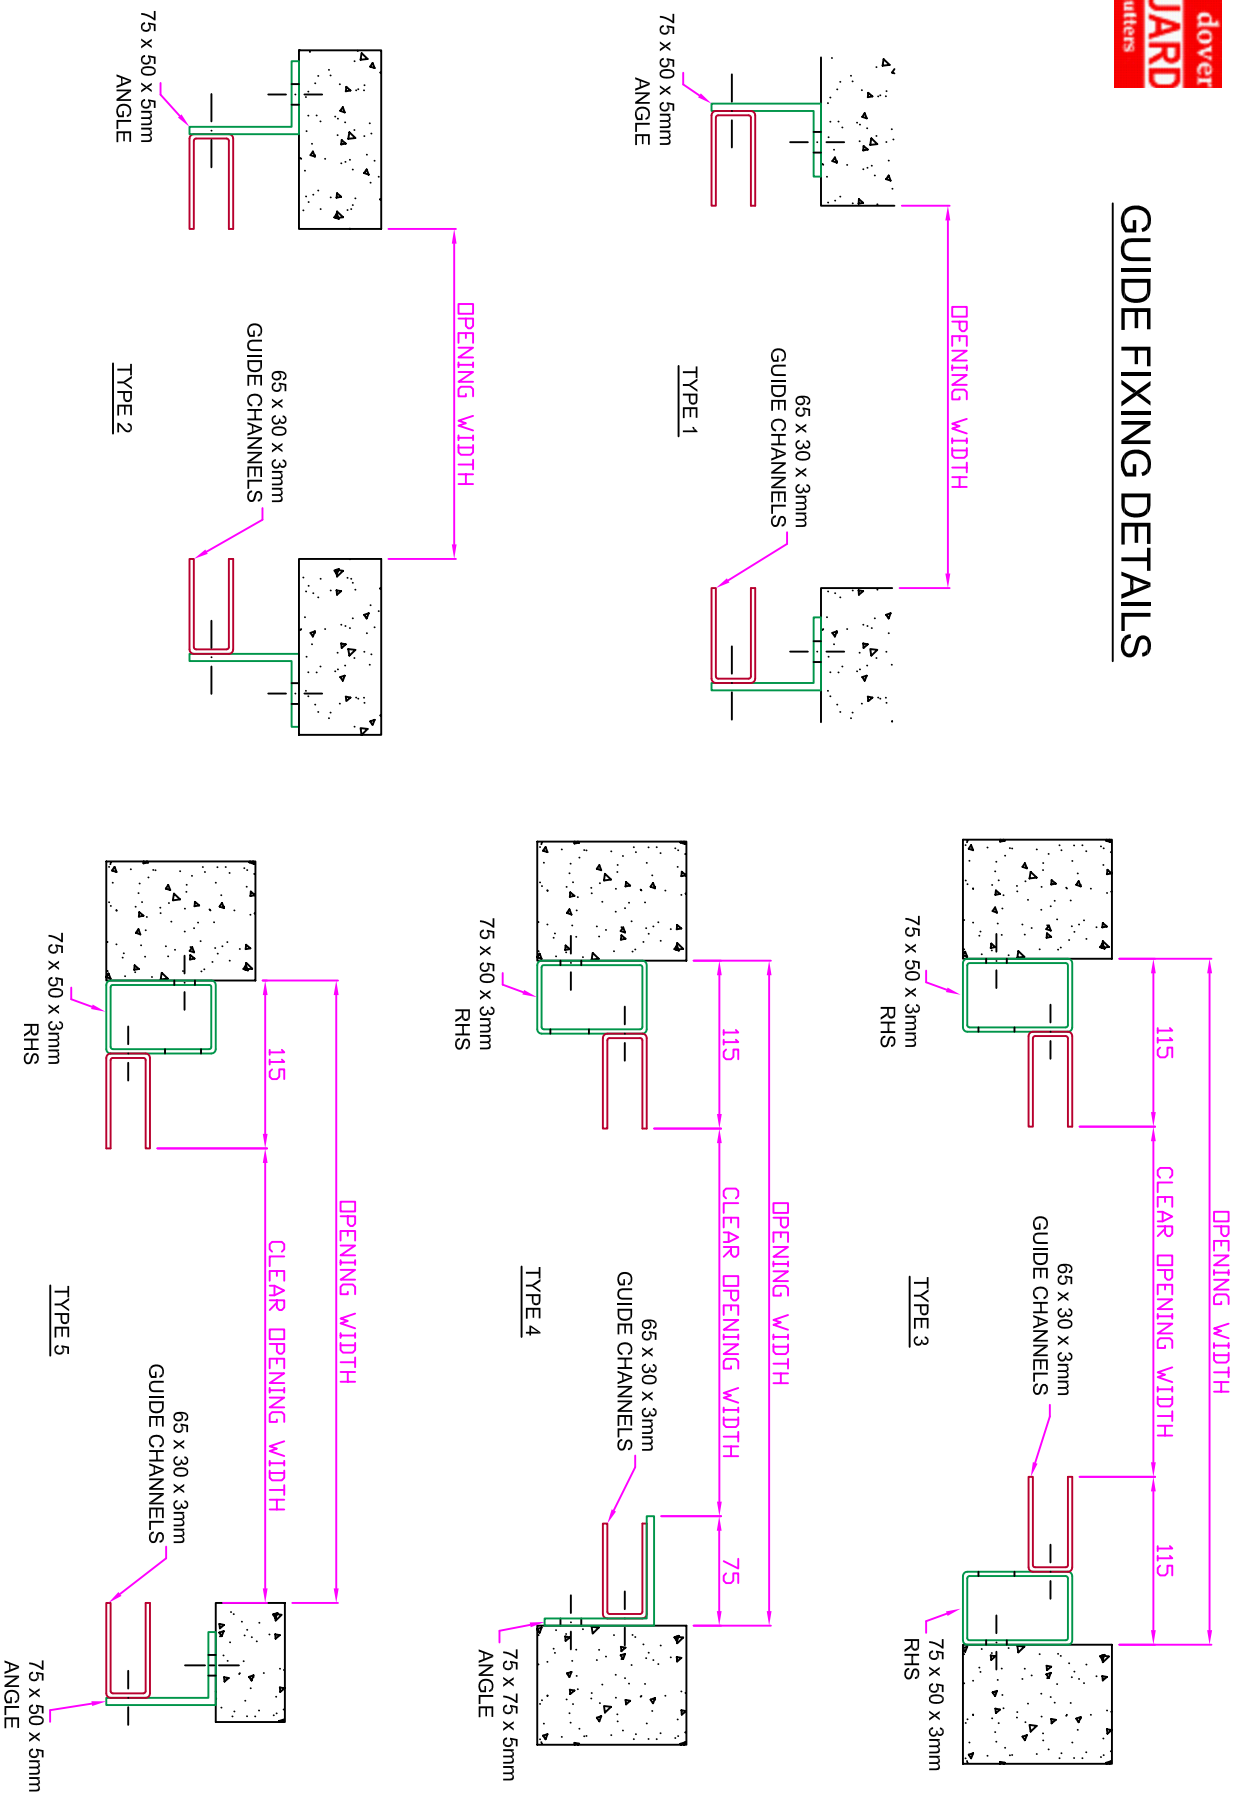 dover
UARD
utters
GUIDE FIXING DETAILS
OPENING WIDTH
65 x 30 x 3mm
GUIDE CHANNELS
75 x 50 x 5mm
ANGLE
TYPE 1
OPENING WIDTH
65 x 30 x 3mm
GUIDE CHANNELS
75 x 50 x 5mm
ANGLE
TYPE 2
OPENING WIDTH
115
CLEAR OPENING WIDTH
115
65 x 30 x 3mm
GUIDE CHANNELS
75 x 50 x 3mm
RHS
75 x 50 x 3mm
RHS
TYPE 3
OPENING WIDTH
115
CLEAR OPENING WIDTH
75
65 x 30 x 3mm
GUIDE CHANNELS
75 x 50 x 3mm
RHS
75 x 75 x 5mm
ANGLE
TYPE 4
OPENING WIDTH
115
CLEAR OPENING WIDTH
65 x 30 x 3mm
GUIDE CHANNELS
75 x 50 x 3mm
RHS
75 x 50 x 5mm
ANGLE
TYPE 5